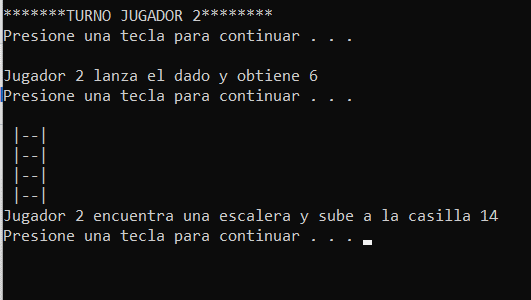 *******TURNO JUGADOR 2********
Presione una tecla para continuar . . .
Jugador 2 lanza el dado y obtiene 6
Presione una tecla para continuar . . .
|--|
|--|
|--|
|--|
Jugador 2 encuentra una escalera y sube a la casilla 14
Presione una tecla para continuar . . .